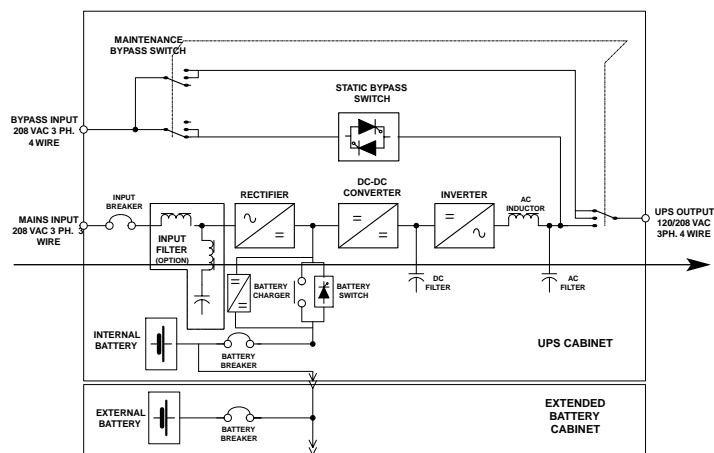 MAINTENANCE
BYPASS SWITCH
STATIC BYPASS
SWITCH
BYPASS INPUT
208 VAC 3 PH.
4 WIRE
INPUT
BREAKER
RECTIFIER
DC-DC
CONVERTER
INVERTER
AC
INDUCTOR
MAINS INPUT
208 VAC 3 PH. 3
WIRE
UPS OUTPUT
120/208 VAC
3PH. 4 WIRE
INPUT
FILTER
(OPTION)
BATTERY
CHARGER
BATTERY
SWITCH
DC
FILTER
AC
FILTER
INTERNAL
BATTERY
BATTERY
BREAKER
UPS CABINET
EXTERNAL
BATTERY
BATTERY
BREAKER
EXTENDED
BATTERY
CABINET